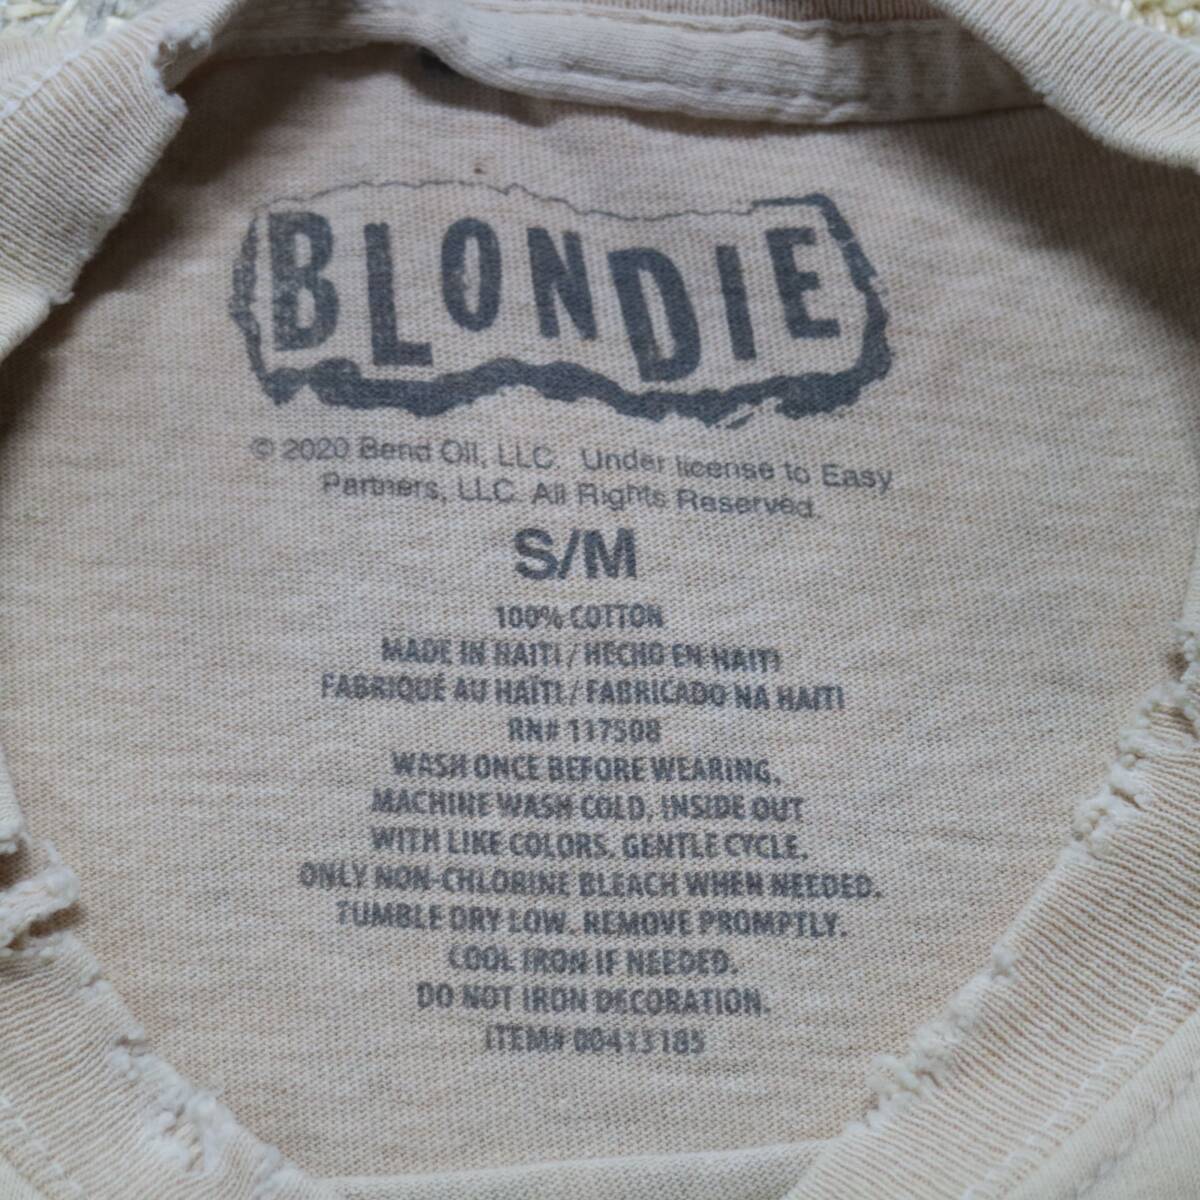 BLONDIE
© 2020 Bend Oil, LLC. Under license to Easy
Partners, LLC. All Rights Reserved.
S/M
100% COTTON
MADE IN HAITI / HECHO EN HAITI
FABRIQUÉ AU HAÏTI / FABRICADO NA HAITI
RN# 117508
WASH ONCE BEFORE WEARING,
MACHINE WASH COLD, INSIDE OUT
WITH LIKE COLORS, GENTLE CYCLE.
ONLY NON-CHLORINE BLEACH WHEN NEEDED.
TUMBLE DRY LOW. REMOVE PROMPTLY.
COOL IRON IF NEEDED.
DO NOT IRON DECORATION.
ITEM# 00413185